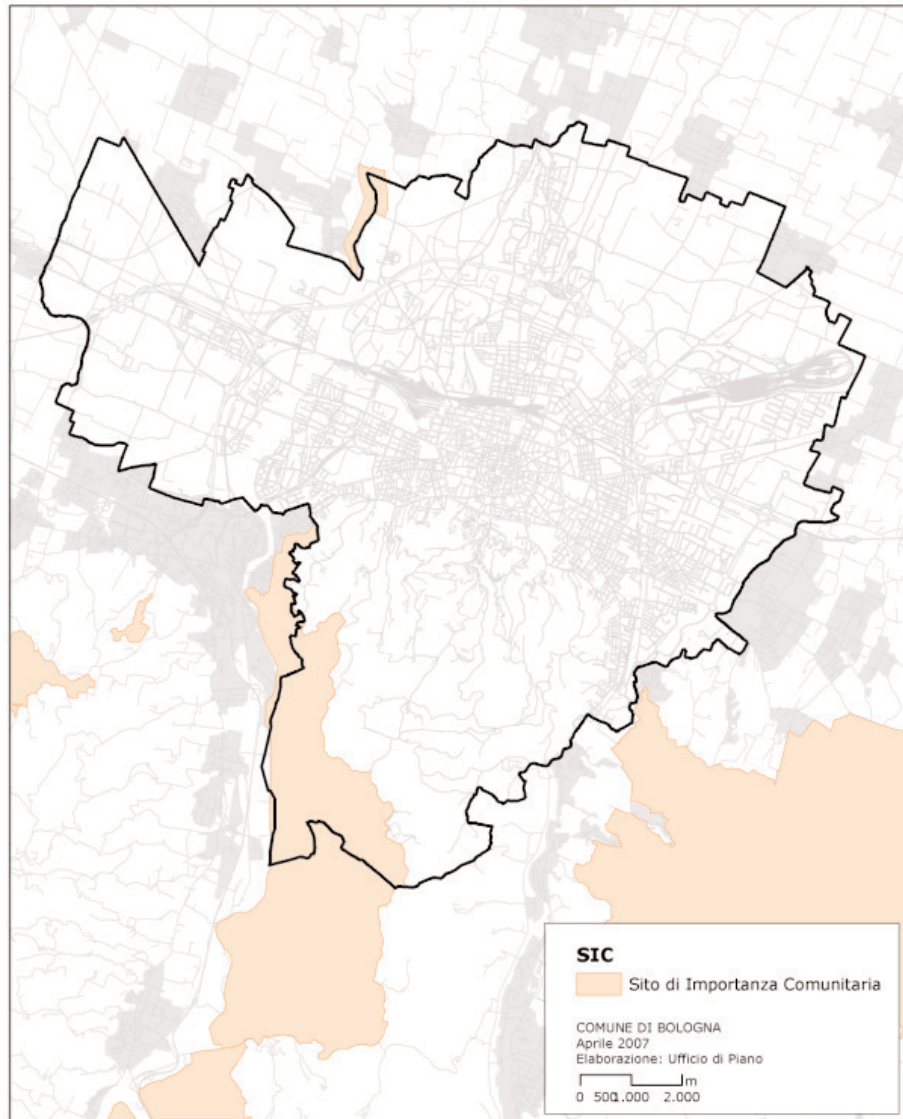 SIC
Sito di Importanza Comunitaria
COMUNE DI BOLOGNA
Aprile 2007
Elaborazione: Ufficio di Piano
m
0 500 1.000 2.000